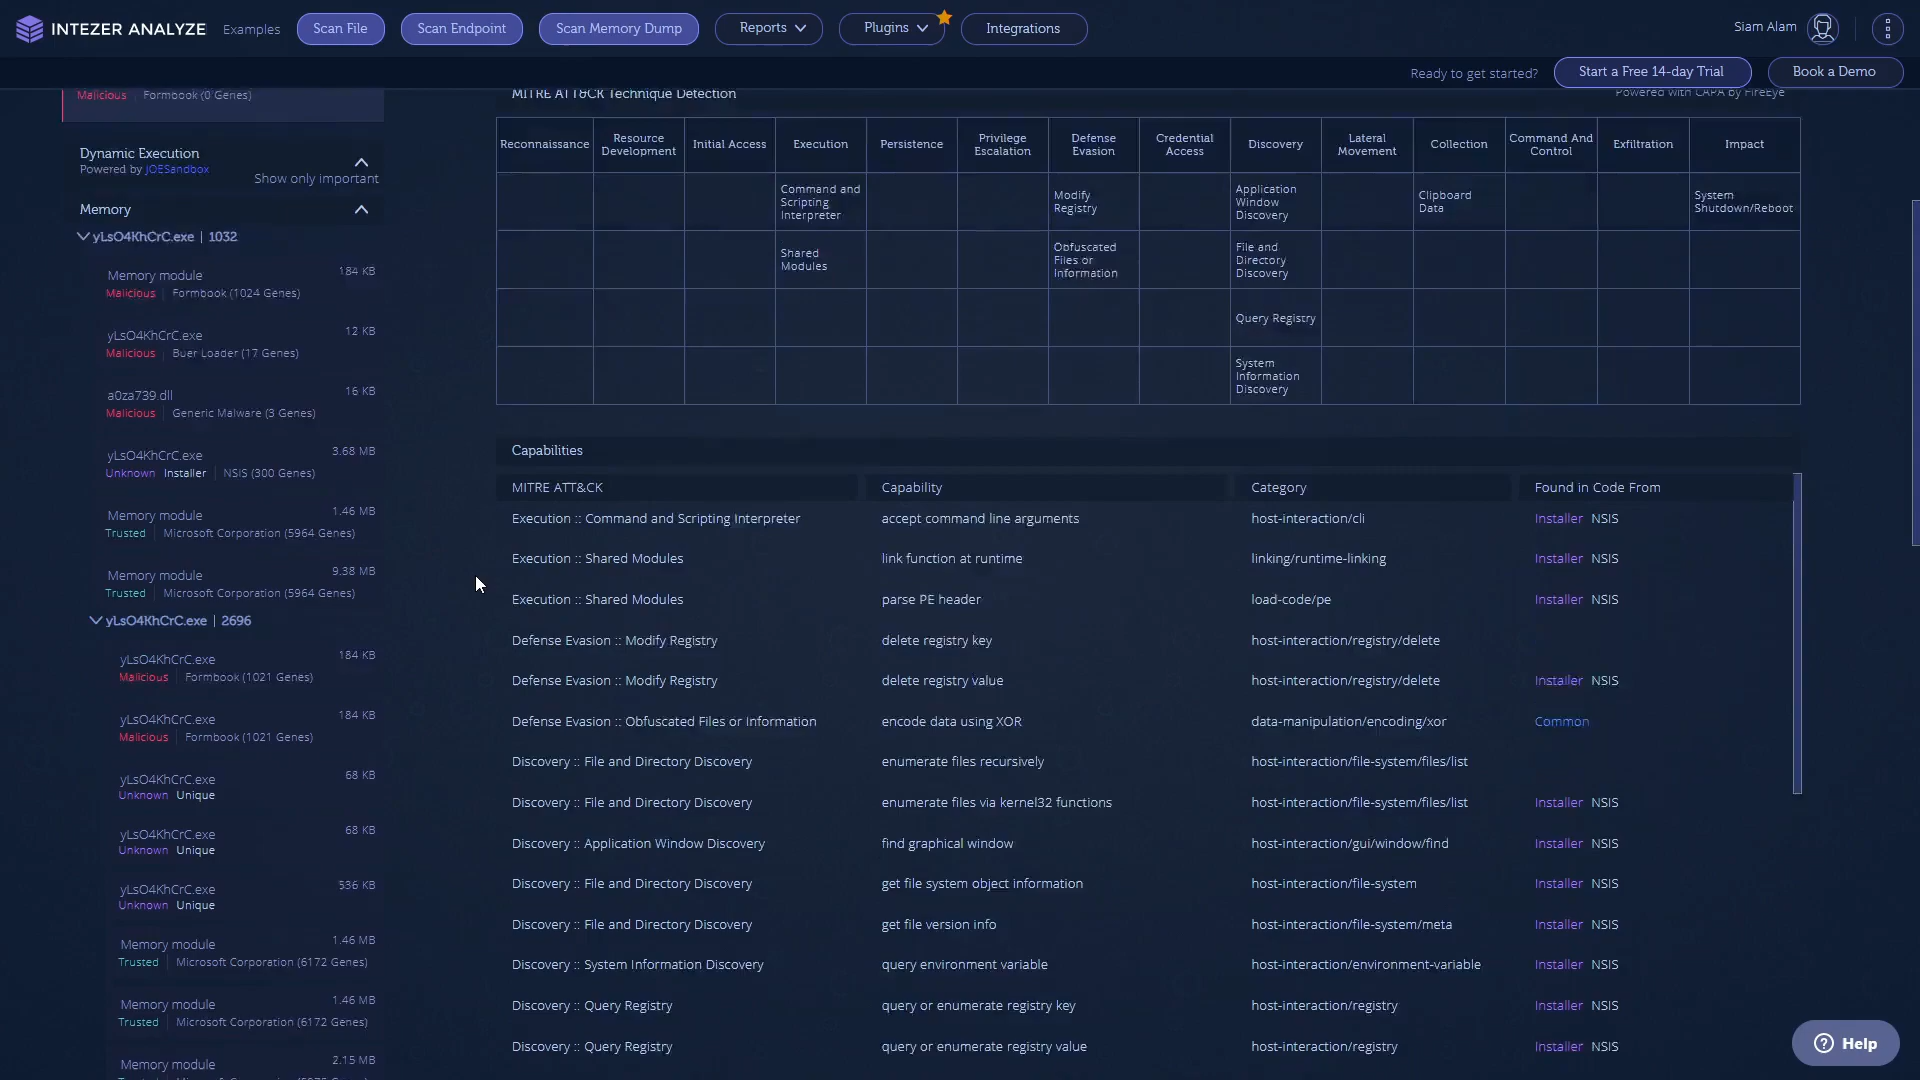 INTEZER ANALYZE
Examples
Scan File
Scan Endpoint
Scan Memory Dump
Reports
Plugins
Integrations
Siam Alam
Ready to get started?
Start a Free 14-day Trial
Book a Demo
Malicious Formbook (0 Genes)
Dynamic Execution
Powered by JOESandbox
Show only important
Memory
yLsO4KhCrC.exe | 1032
Memory module 184 KB
Malicious Formbook (1024 Genes)
yLsO4KhCrC.exe 12 KB
Malicious Buer Loader (17 Genes)
a0za739.dll 16 KB
Malicious Generic Malware (3 Genes)
yLsO4KhCrC.exe 3.68 MB
Unknown Installer NSIS (300 Genes)
Memory module 1.46 MB
Trusted Microsoft Corporation (5964 Genes)
Memory module 9.38 MB
Trusted Microsoft Corporation (5964 Genes)
yLsO4KhCrC.exe | 2696
yLsO4KhCrC.exe 184 KB
Malicious Formbook (1021 Genes)
yLsO4KhCrC.exe 184 KB
Malicious Formbook (1021 Genes)
yLsO4KhCrC.exe 68 KB
Unknown Unique
yLsO4KhCrC.exe 68 KB
Unknown Unique
yLsO4KhCrC.exe 536 KB
Unknown Unique
Memory module 1.46 MB
Trusted Microsoft Corporation (6172 Genes)
Memory module 1.46 MB
Trusted Microsoft Corporation (6172 Genes)
Memory module 2.15 MB
MITRE ATT&CK Technique Detection
Powered with CAPA by FireEye
Reconnaissance
Resource
Development
Initial Access
Execution
Persistence
Privilege
Escalation
Defense
Evasion
Credential
Access
Discovery
Lateral
Movement
Collection
Command And
Control
Exfiltration
Impact
Command and
Scripting
Interpreter
Modify
Registry
Application
Window
Discovery
Clipboard
Data
System
Shutdown/Reboot
Shared
Modules
Obfuscated
Files or
Information
File and
Directory
Discovery
Query Registry
System
Information
Discovery
Capabilities
MITRE ATT&CK Capability Category Found in Code From
Execution :: Command and Scripting Interpreter accept command line arguments host-interaction/cli Installer NSIS
Execution :: Shared Modules link function at runtime linking/runtime-linking Installer NSIS
Execution :: Shared Modules parse PE header load-code/pe Installer NSIS
Defense Evasion :: Modify Registry delete registry key host-interaction/registry/delete
Defense Evasion :: Modify Registry delete registry value host-interaction/registry/delete Installer NSIS
Defense Evasion :: Obfuscated Files or Information encode data using XOR data-manipulation/encoding/xor Common
Discovery :: File and Directory Discovery enumerate files recursively host-interaction/file-system/files/list
Discovery :: File and Directory Discovery enumerate files via kernel32 functions host-interaction/file-system/files/list Installer NSIS
Discovery :: Application Window Discovery find graphical window host-interaction/gui/window/find Installer NSIS
Discovery :: File and Directory Discovery get file system object information host-interaction/file-system Installer NSIS
Discovery :: File and Directory Discovery get file version info host-interaction/file-system/meta Installer NSIS
Discovery :: System Information Discovery query environment variable host-interaction/environment-variable Installer NSIS
Discovery :: Query Registry query or enumerate registry key host-interaction/registry Installer NSIS
Discovery :: Query Registry query or enumerate registry value host-interaction/registry Installer NSIS
Help